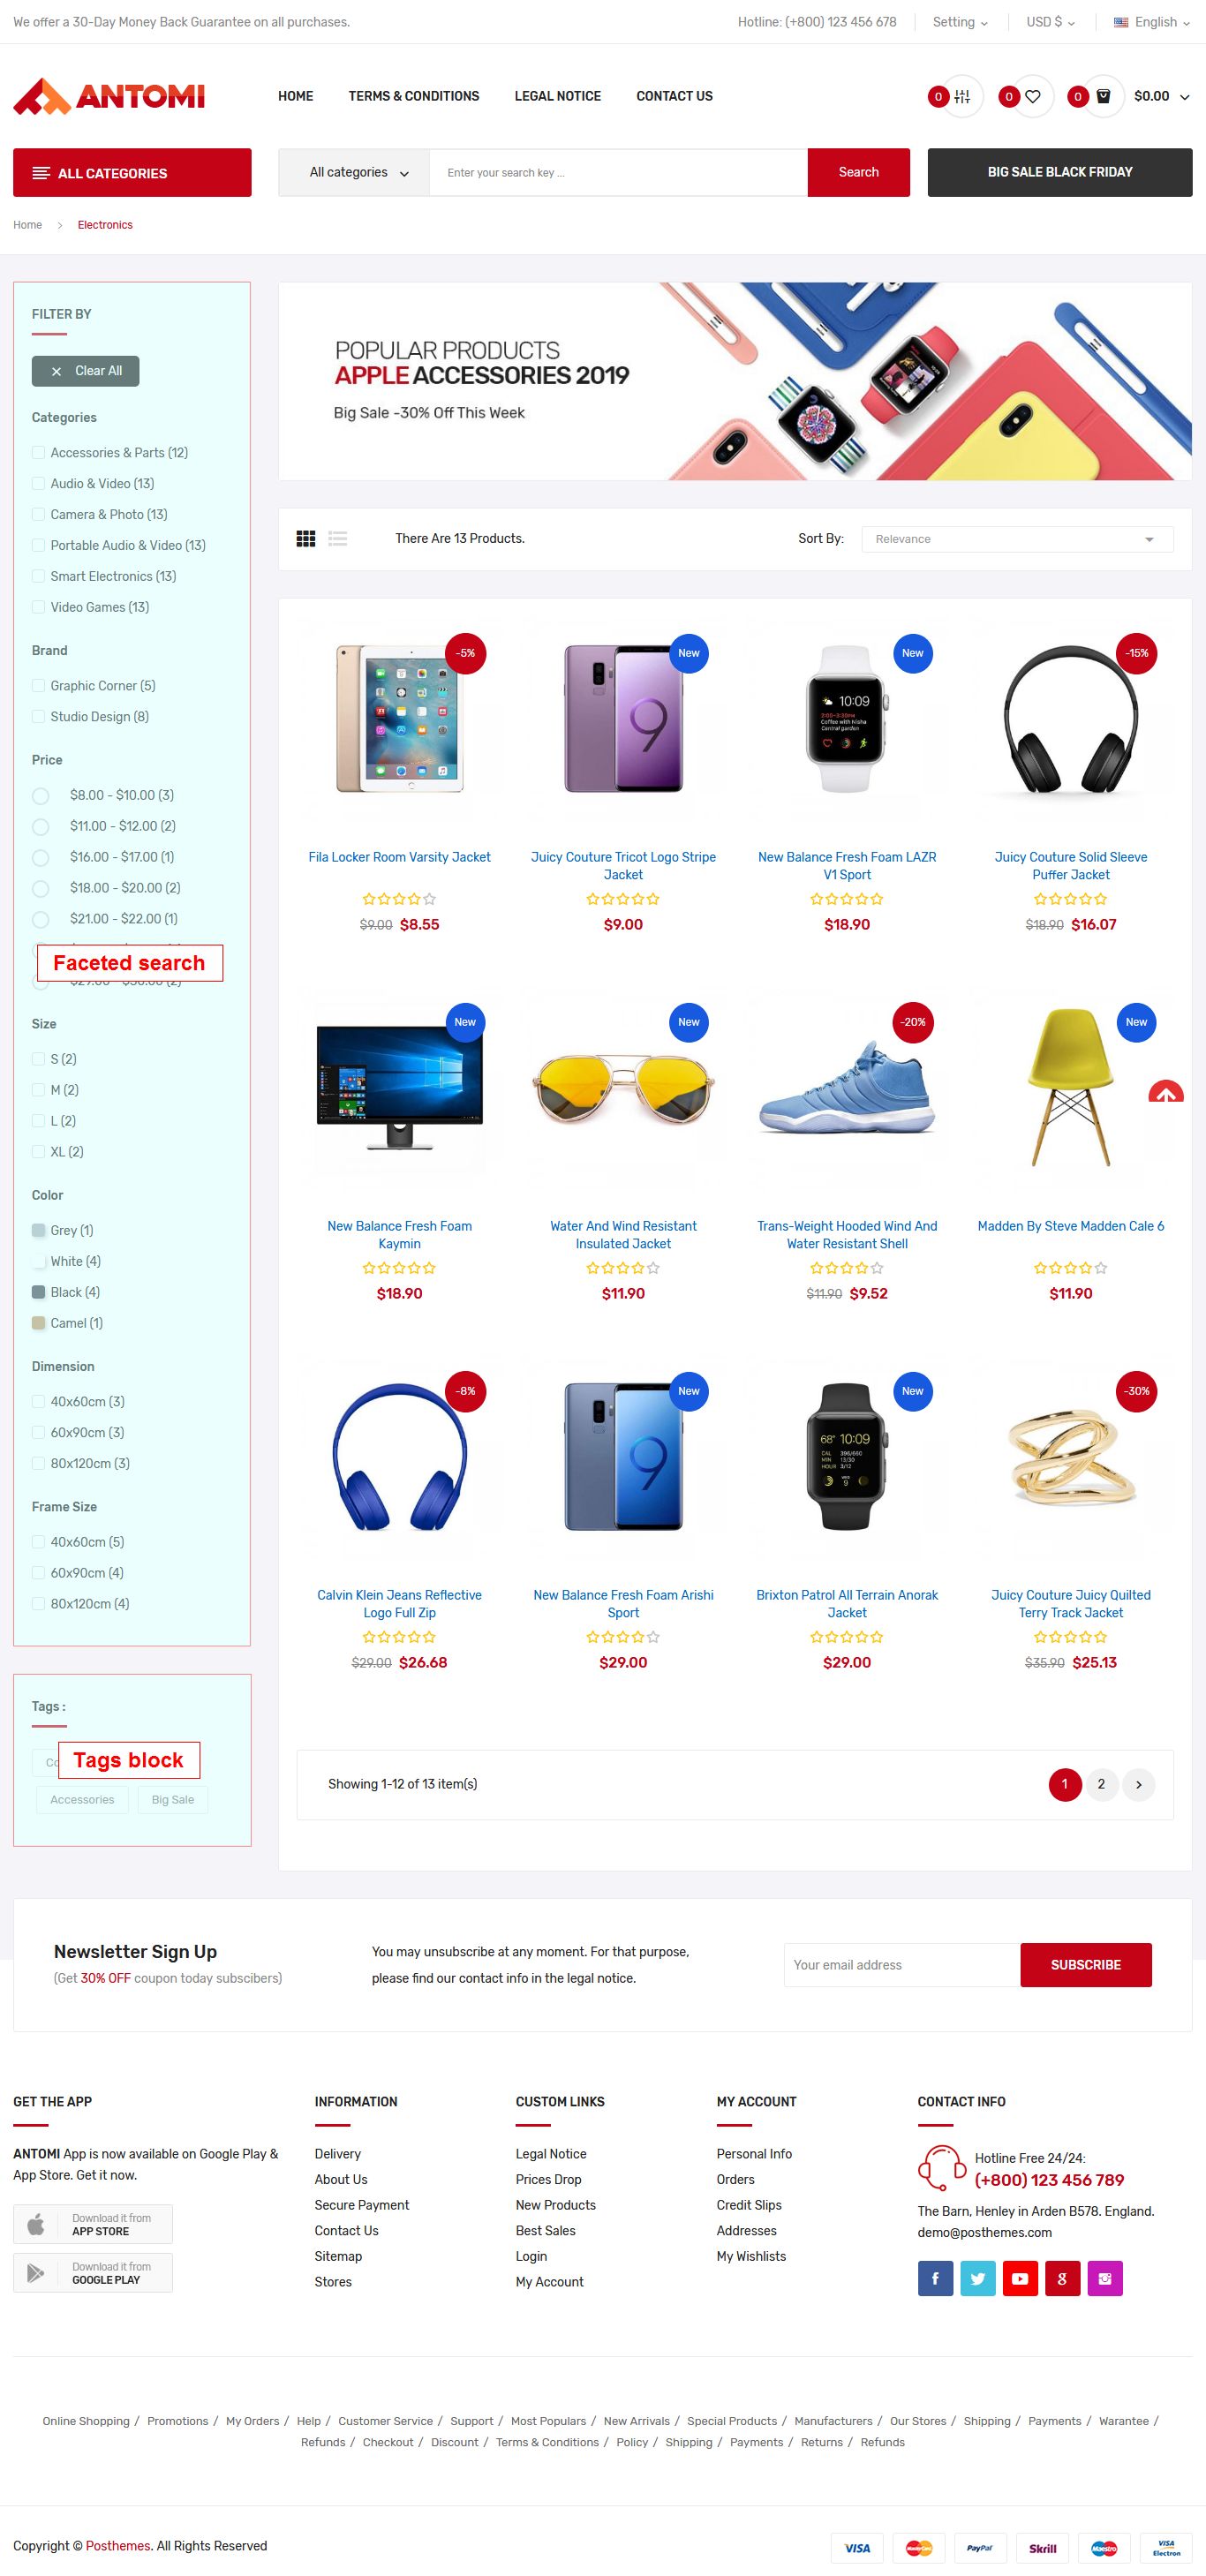 We offer a 30-Day Money Back Guarantee on all purchases.
Hotline: (+800) 123 456 678
Setting
USD $
English
ANTOMI
HOME
TERMS & CONDITIONS
LEGAL NOTICE
CONTACT US
0
0
0
$0.00
ALL CATEGORIES
All categories
Enter your search key ...
Search
BIG SALE BLACK FRIDAY
Home > Electronics
FILTER BY
Clear All
Categories
Accessories & Parts (12)
Audio & Video (13)
Camera & Photo (13)
Portable Audio & Video (13)
Smart Electronics (13)
Video Games (13)
Brand
Graphic Corner (5)
Studio Design (8)
Price
$8.00 - $10.00 (3)
$11.00 - $12.00 (2)
$16.00 - $17.00 (1)
$18.00 - $20.00 (2)
$21.00 - $22.00 (1)
Faceted search
Size
S (2)
M (2)
L (2)
XL (2)
Color
Grey (1)
White (4)
Black (4)
Camel (1)
Dimension
40x60cm (3)
60x90cm (3)
80x120cm (3)
Frame Size
40x60cm (5)
60x90cm (4)
80x120cm (4)
Tags :
Tags block
Accessories
Big Sale
POPULAR PRODUCTS
APPLE ACCESSORIES 2019
Big Sale -30% Off This Week
There Are 13 Products.
Sort By:
Relevance
-5%
Fila Locker Room Varsity Jacket
$9.00 $8.55
New
9
Juicy Couture Tricot Logo Stripe
Jacket
$9.00
New
10:09
Coffee with Nisha
Central garden
New Balance Fresh Foam LAZR
V1 Sport
$18.90
-15%
Juicy Couture Solid Sleeve
Puffer Jacket
$18.90 $16.07
New
New Balance Fresh Foam
Kaymin
$18.90
New
Water And Wind Resistant
Insulated Jacket
$11.90
-20%
Trans-Weight Hooded Wind And
Water Resistant Shell
$11.90 $9.52
New
Madden By Steve Madden Cale 6
$11.90
-8%
Calvin Klein Jeans Reflective
Logo Full Zip
$29.00 $26.68
New
9
New Balance Fresh Foam Arishi
Sport
$29.00
New
68° 10:09
Brixton Patrol All Terrain Anorak
Jacket
$29.00
-30%
Juicy Couture Juicy Quilted
Terry Track Jacket
$35.90 $25.13
Showing 1-12 of 13 item(s)
1 2 >
Newsletter Sign Up
(Get 30% OFF coupon today subscibers)
You may unsubscribe at any moment. For that purpose,
please find our contact info in the legal notice.
Your email address
SUBSCRIBE
GET THE APP
ANTOMI App is now available on Google Play &
App Store. Get it now.
Download it from
APP STORE
Download it from
GOOGLE PLAY
INFORMATION
Delivery
About Us
Secure Payment
Contact Us
Sitemap
Stores
CUSTOM LINKS
Legal Notice
Prices Drop
New Products
Best Sales
Login
My Account
MY ACCOUNT
Personal Info
Orders
Credit Slips
Addresses
My Wishlists
CONTACT INFO
Hotline Free 24/24:
(+800) 123 456 789
The Barn, Henley in Arden B578. England.
demo@posthemes.com
Online Shopping / Promotions / My Orders / Help / Customer Service / Support / Most Populars / New Arrivals / Special Products / Manufacturers / Our Stores / Shipping / Payments / Warantee /
Refunds / Checkout / Discount / Terms & Conditions / Policy / Shipping / Payments / Returns / Refunds
Copyright © Posthemes. All Rights Reserved
VISA
MasterCard
PayPal
Skrill
Maestro
VISA
Electron